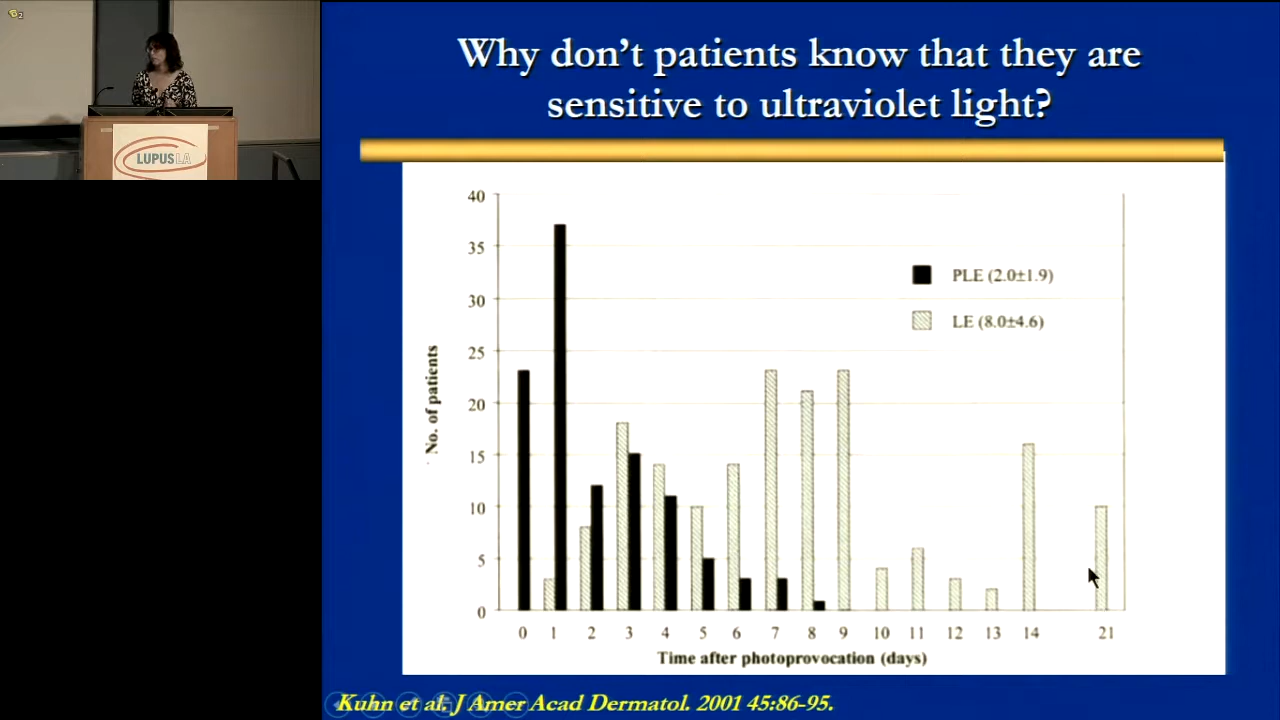 B2
LUPUS LA
Why don't patients know that they are
sensitive to ultraviolet light?
40
35
30
25
20
15
10
5
0
No. of patients
PLE (2.0±1.9)
LE (8.0±4.6)
0 1 2 3 4 5 6 7 8 9 10 11 12 13 14 21
Time after photoprovocation (days)
Kuhn et al. J Amer Acad Dermatol. 2001 45:86-95.